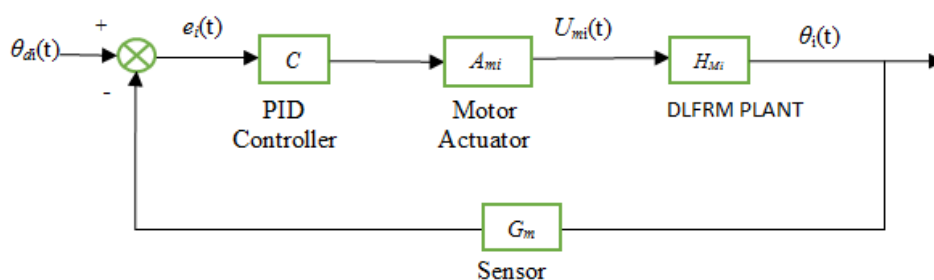 +
θdi(t)
-
ei(t)
C
PID
Controller
Ami
Motor
Actuator
Umi(t)
HMi
DLFRM PLANT
θi(t)
Gm
Sensor